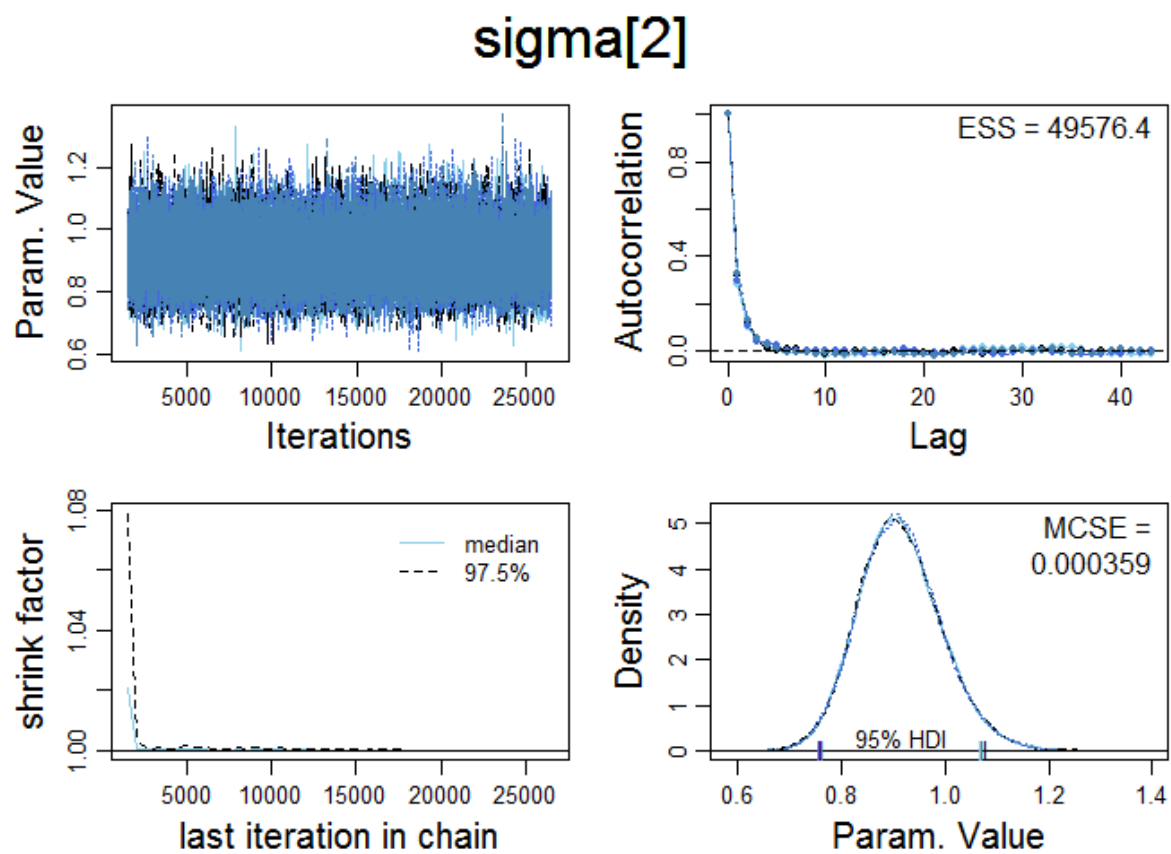 sigma[2]
Param. Value
0.6 0.8 1.0 1.2
5000 10000 15000 20000 25000
Iterations
Autocorrelation
0.0 0.4 0.8
ESS = 49576.4
0 10 20 30 40
Lag
shrink factor
1.00 1.04 1.08
median
97.5%
5000 10000 15000 20000 25000
last iteration in chain
Density
0 1 2 3 4 5
MCSE =
0.000359
95% HDI
0.6 0.8 1.0 1.2 1.4
Param. Value